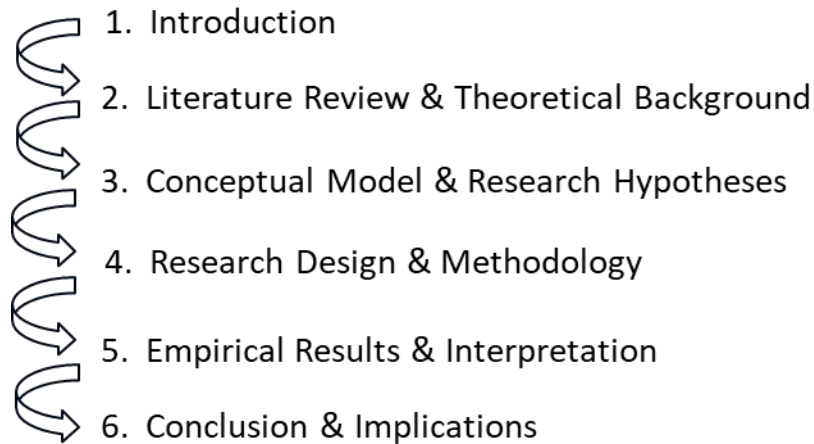 1. Introduction
2. Literature Review & Theoretical Background
3. Conceptual Model & Research Hypotheses
4. Research Design & Methodology
5. Empirical Results & Interpretation
6. Conclusion & Implications